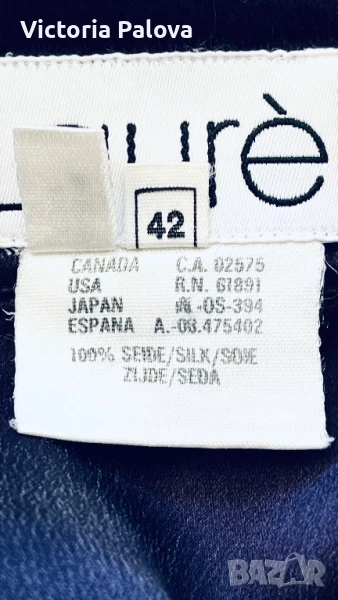 Victoria Palova
42
CANADA C.A. 02575
USA R.N. 61891
JAPAN -OS-394
ESPANA A.-08.475402
100% SEIDE/SILK/SOIE
ZIJDE/SEDA
BAZAR